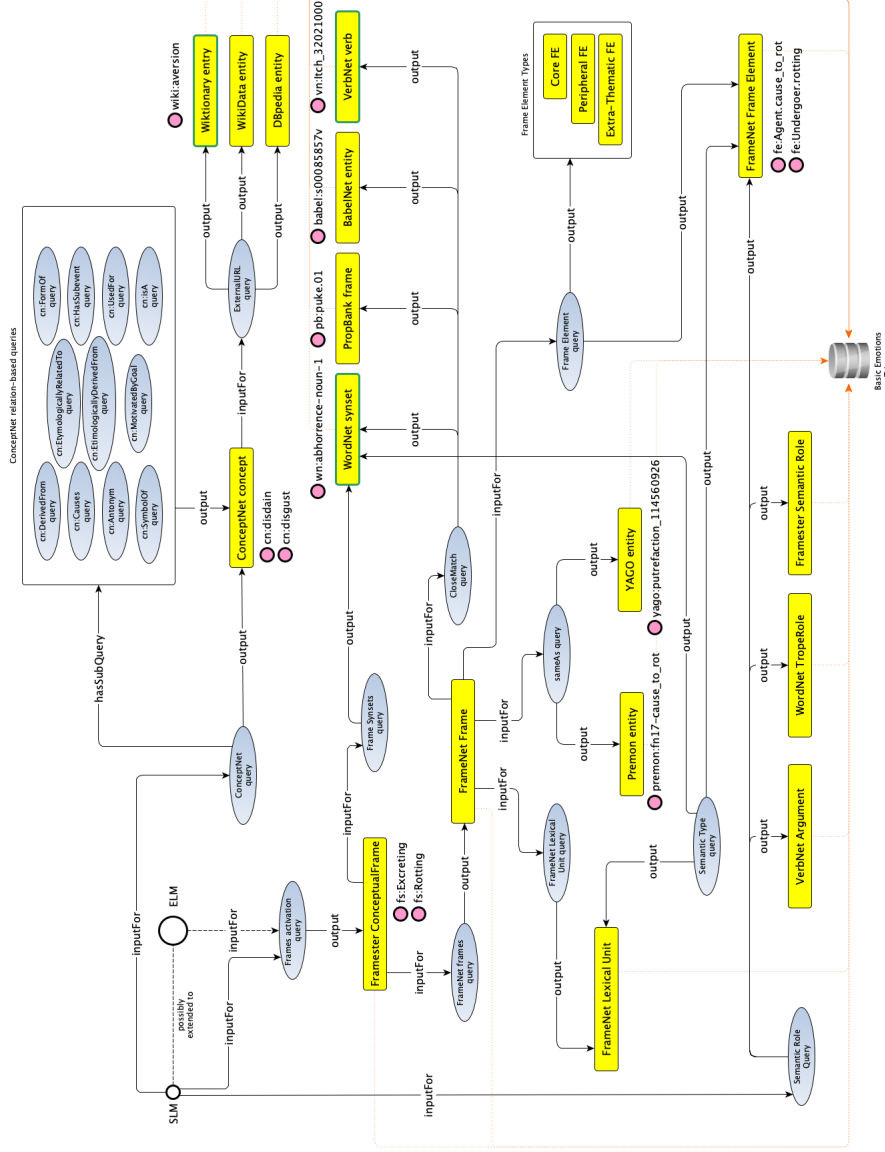 ConceptNet relation-based queries
cn:DerivedFrom
query
cn:EtymologicallyRelatedTo
query
cn:FormOf
query
cn:Causes
query
cn:EtimologicallyDerivedFrom
query
cn:HasSubevent
query
cn:Antonym
query
cn:MotivatedByGoal
query
cn:UsedFor
query
cn:SymbolOf
query
cn:isA
query
hasSubQuery
SLM
possibly
extended to
ELM
inputFor
inputFor
inputFor
inputFor
ConceptNet
query
output
output
ConceptNet concept
cn:disdain
cn:disgust
inputFor
ExternalURL
query
output
output
output
wiki:aversion
Wiktionary entry
WikiData entity
DBpedia entity
Frames activation
query
output
Framester ConceptualFrame
fs:Excreting
fs:Rotting
inputFor
Frame Synsets
query
output
wn:abhorrence-noun-1
WordNet synset
pb:puke.01
PropBank frame
babel:s00085857v
BabelNet entity
vn:ltch_32021000
VerbNet verb
output
output
output
output
inputFor
FrameNet frames
query
output
FrameNet Frame
inputFor
CloseMatch
query
inputFor
FrameNet Lexical
Unit query
inputFor
sameAs query
inputFor
Frame Element
query
output
output
Frame Element Types
Core FE
Peripheral FE
Extra-Thematic FE
output
FrameNet Lexical Unit
output
Premon entity
premon:fn17-cause_to_rot
output
YAGO entity
yago:putrefaction_114560926
output
Semantic Type
query
output
output
FrameNet Frame Element
fe:Agent.cause_to_rot
fe:Undergoer.rotting
Semantic Role
Query
output
output
output
output
VerbNet Argument
WordNet TropeRole
Framester Semantic Role
Basic Emotions